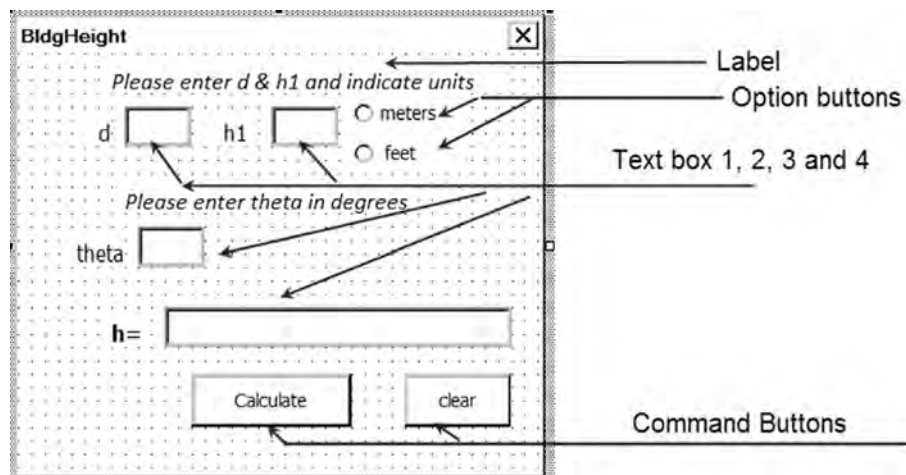 BldgHeight
Label
Please enter d & h1 and indicate units
Option buttons
meters
d
h1
feet
Text box 1, 2, 3 and 4
Please enter theta in degrees
theta
h=
Calculate
clear
Command Buttons